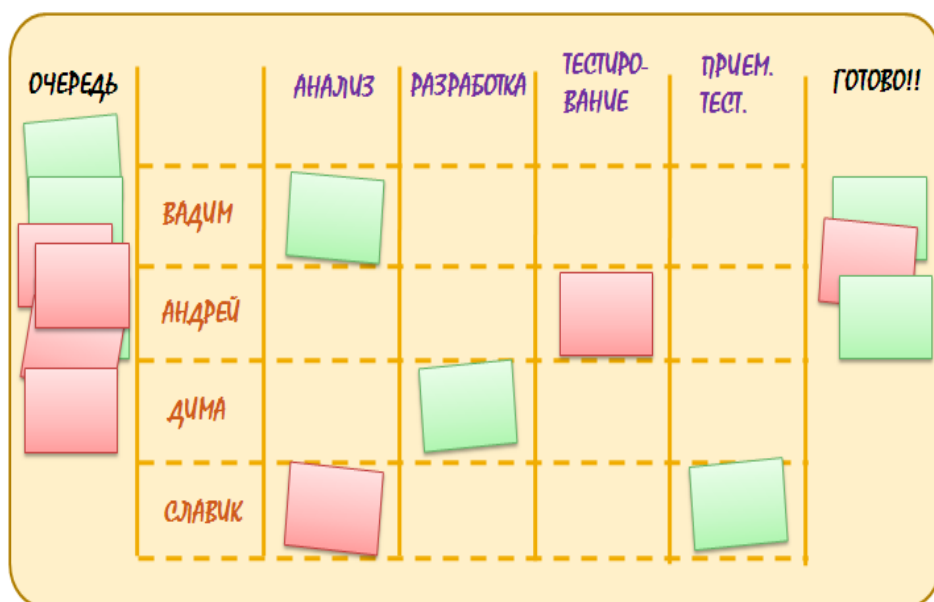 ОЧЕРЕДЬ
АНАЛИЗ
РАЗРАБОТКА
ТЕСТИРО-
ВАНИЕ
ПРИЕМ.
ТЕСТ.
ГОТОВО!!
ВАДИМ
АНДРЕЙ
ДИМА
СЛАВИК